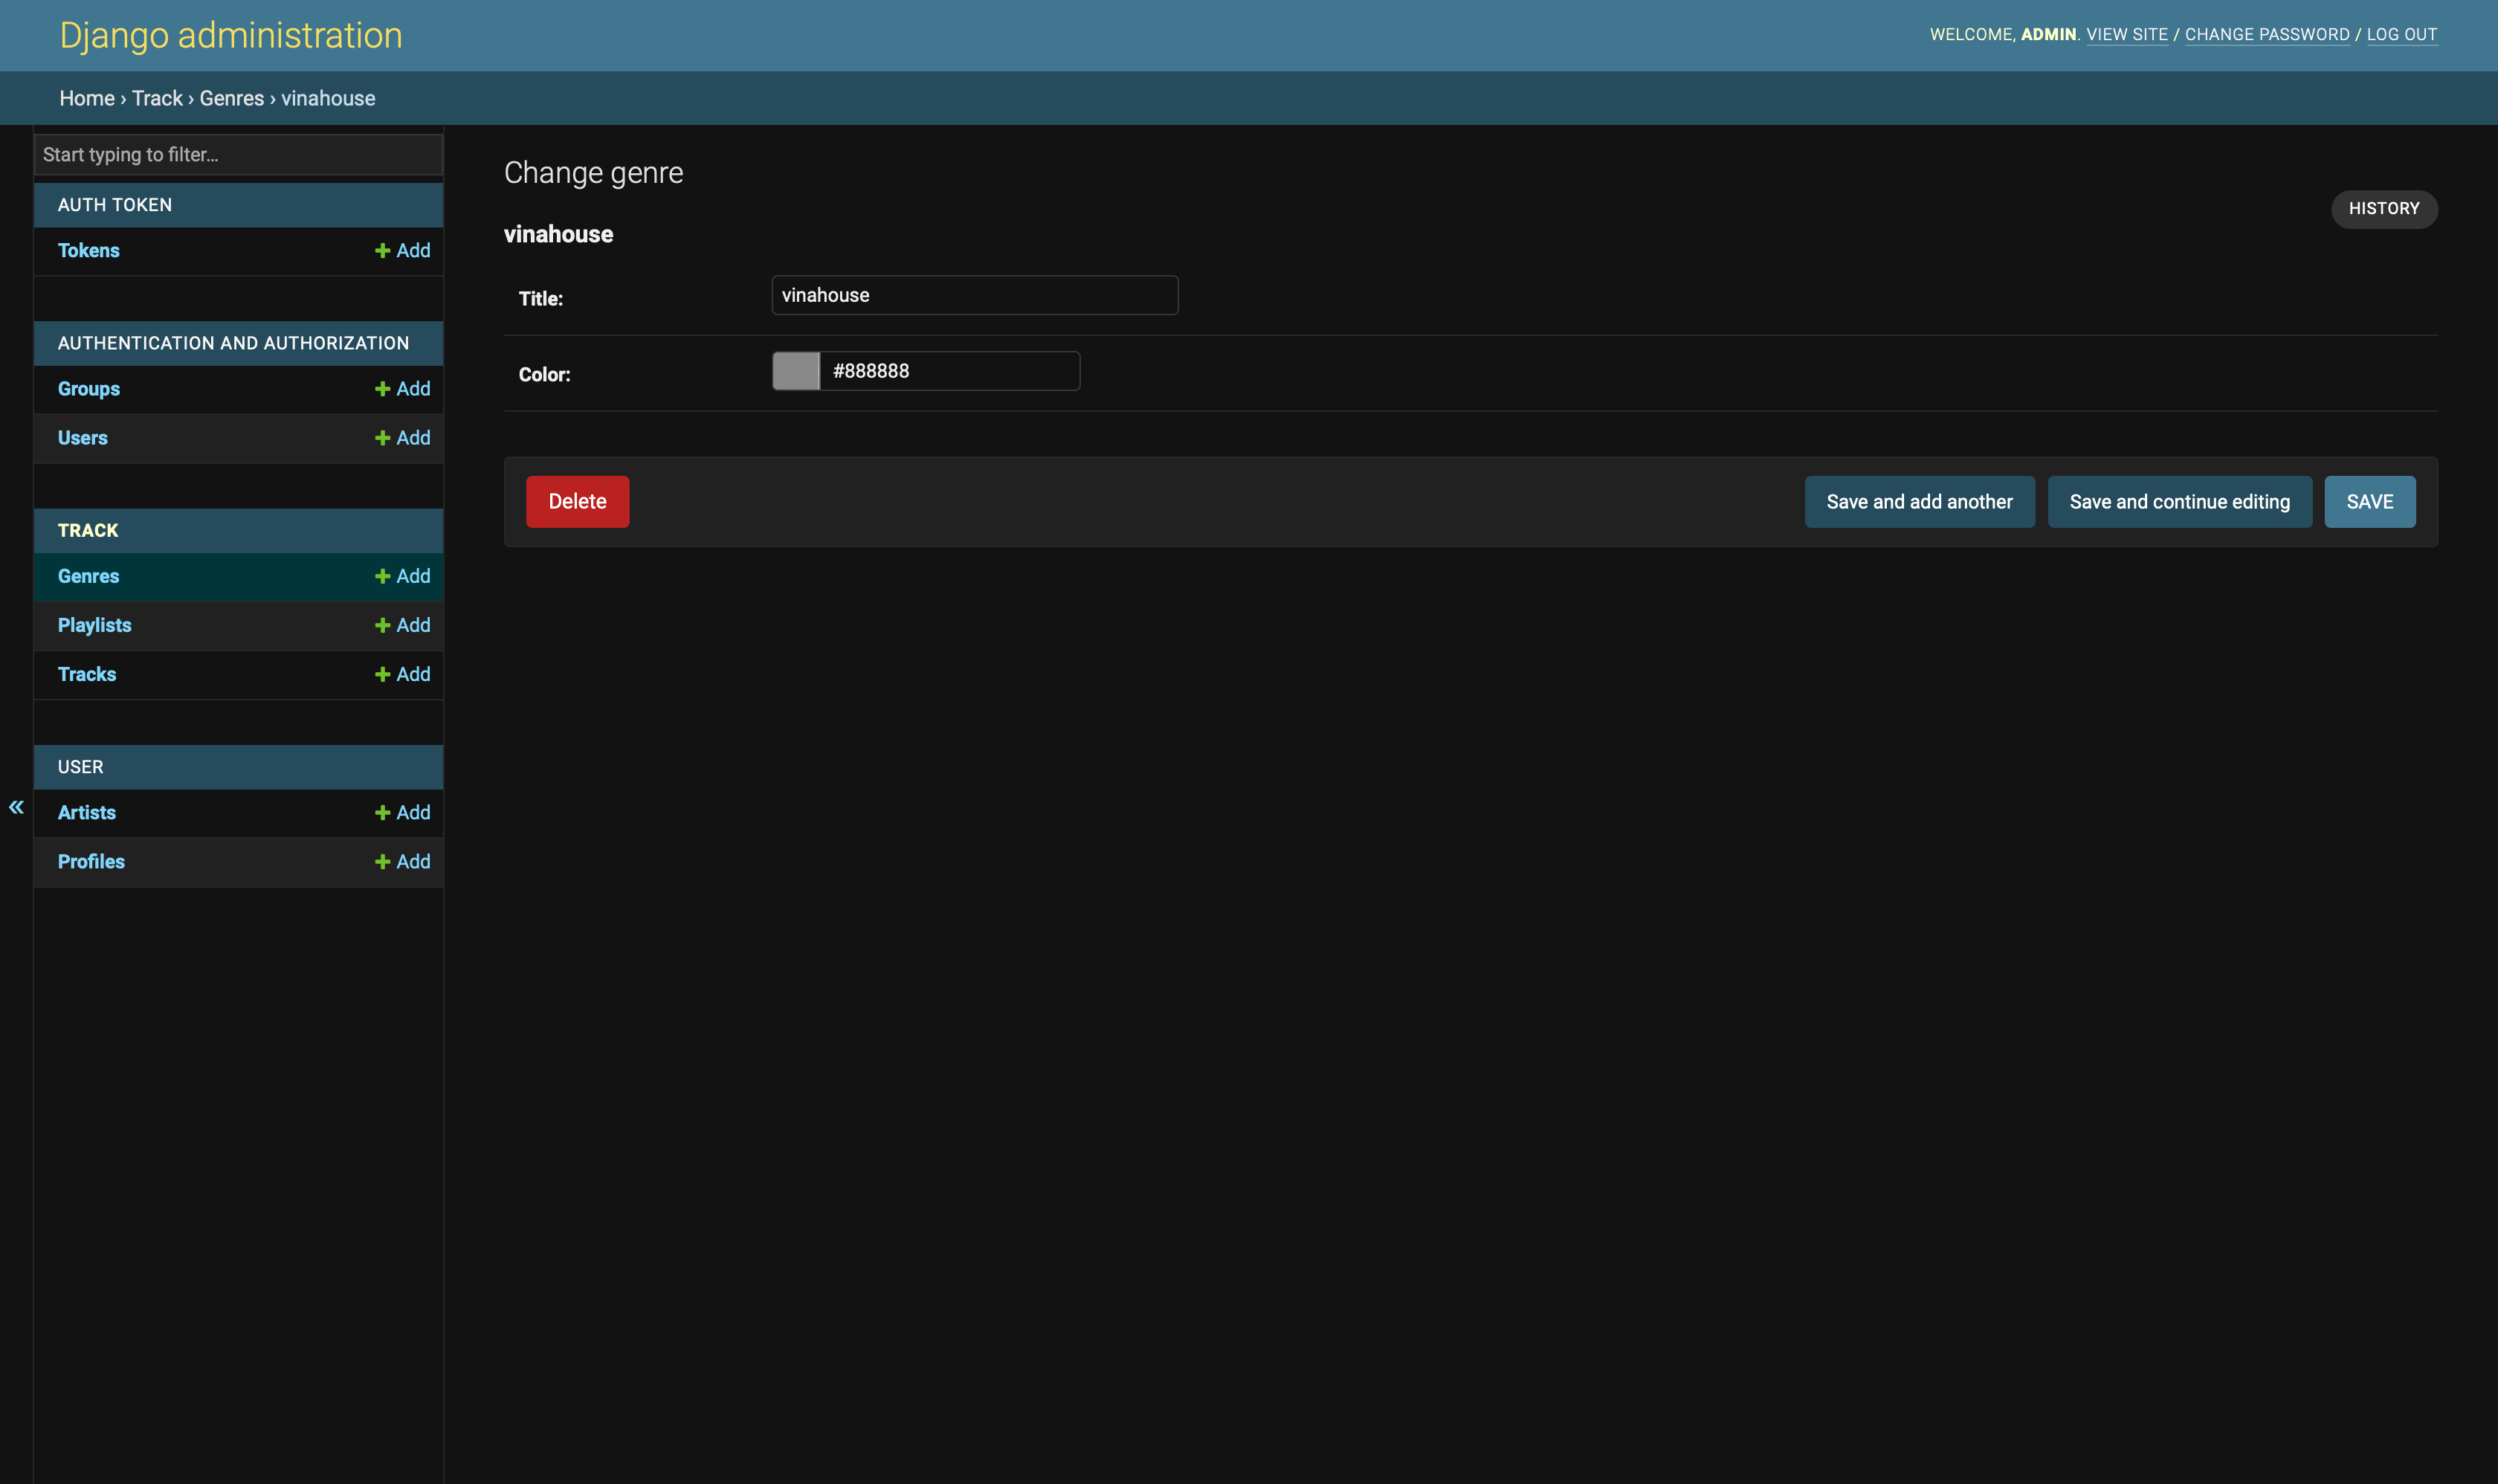 Django administration
WELCOME, ADMIN. VIEW SITE / CHANGE PASSWORD / LOG OUT
Home › Track › Genres › vinahouse
Start typing to filter...
AUTH TOKEN
Tokens + Add
AUTHENTICATION AND AUTHORIZATION
Groups + Add
Users + Add
TRACK
Genres + Add
Playlists + Add
Tracks + Add
USER
Artists + Add
Profiles + Add
«
Change genre
HISTORY
vinahouse
Title: vinahouse
Color: #888888
Delete Save and add another Save and continue editing SAVE